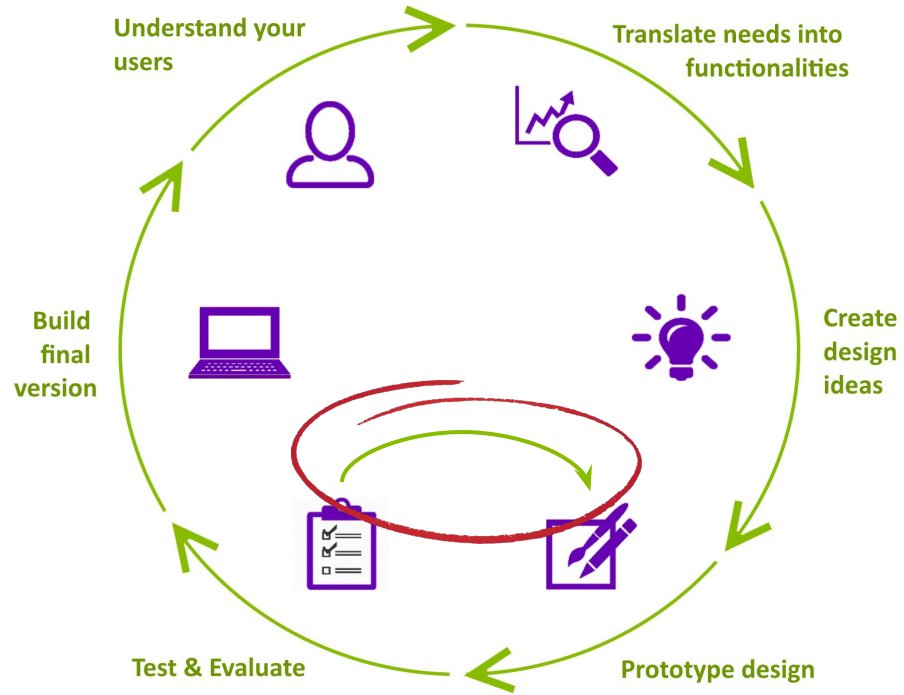 Understand your
users
Translate needs into
functionalities
Create
design
ideas
Prototype design
Test & Evaluate
Build
final
version